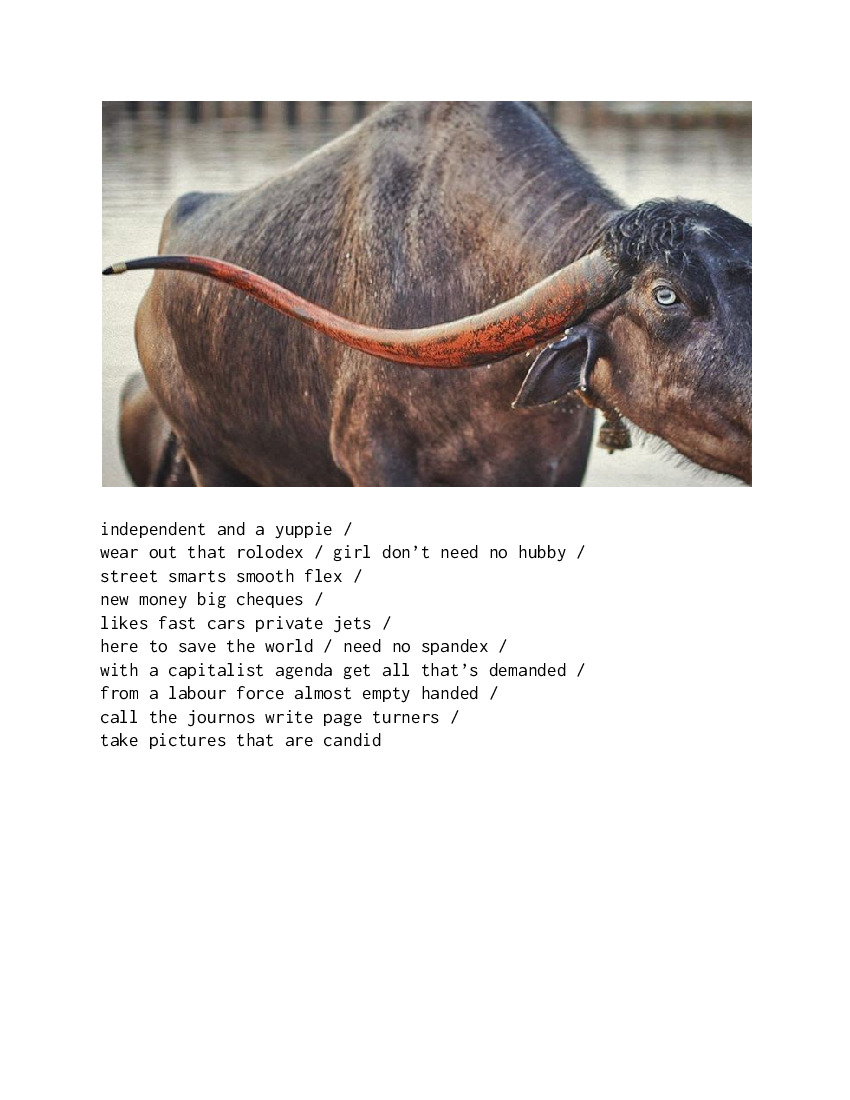 independent and a yuppie /
wear out that rolodex / girl don’t need no hubby /
street smarts smooth flex /
new money big cheques /
likes fast cars private jets /
here to save the world / need no spandex /
with a capitalist agenda get all that’s demanded /
from a labour force almost empty handed /
call the journos write page turners /
take pictures that are candid